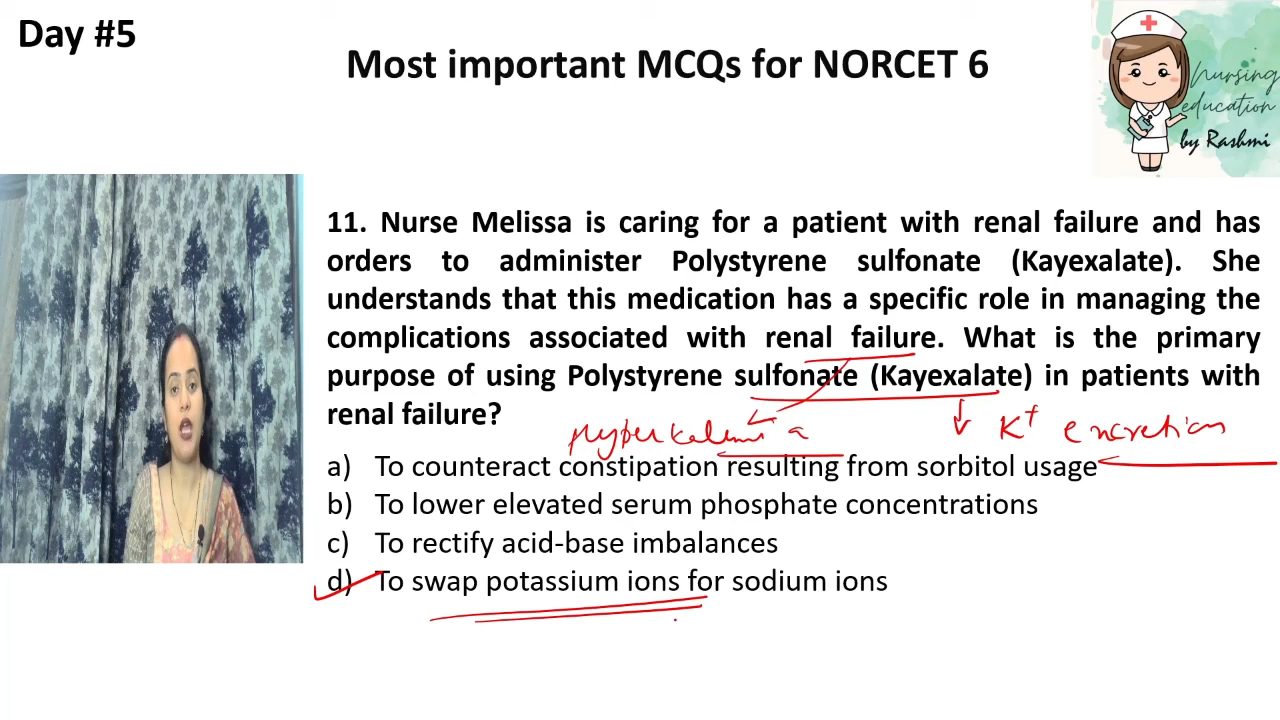 Day #5
Most important MCQs for NORCET 6
Nursing
education
by Rashmi
11. Nurse Melissa is caring for a patient with renal failure and has
orders to administer Polystyrene sulfonate (Kayexalate). She
understands that this medication has a specific role in managing the
complications associated with renal failure. What is the primary
purpose of using Polystyrene sulfonate (Kayexalate) in patients with
renal failure?
Hyperkalemia
K+ excretion
a) To counteract constipation resulting from sorbitol usage
b) To lower elevated serum phosphate concentrations
c) To rectify acid-base imbalances
d) To swap potassium ions for sodium ions